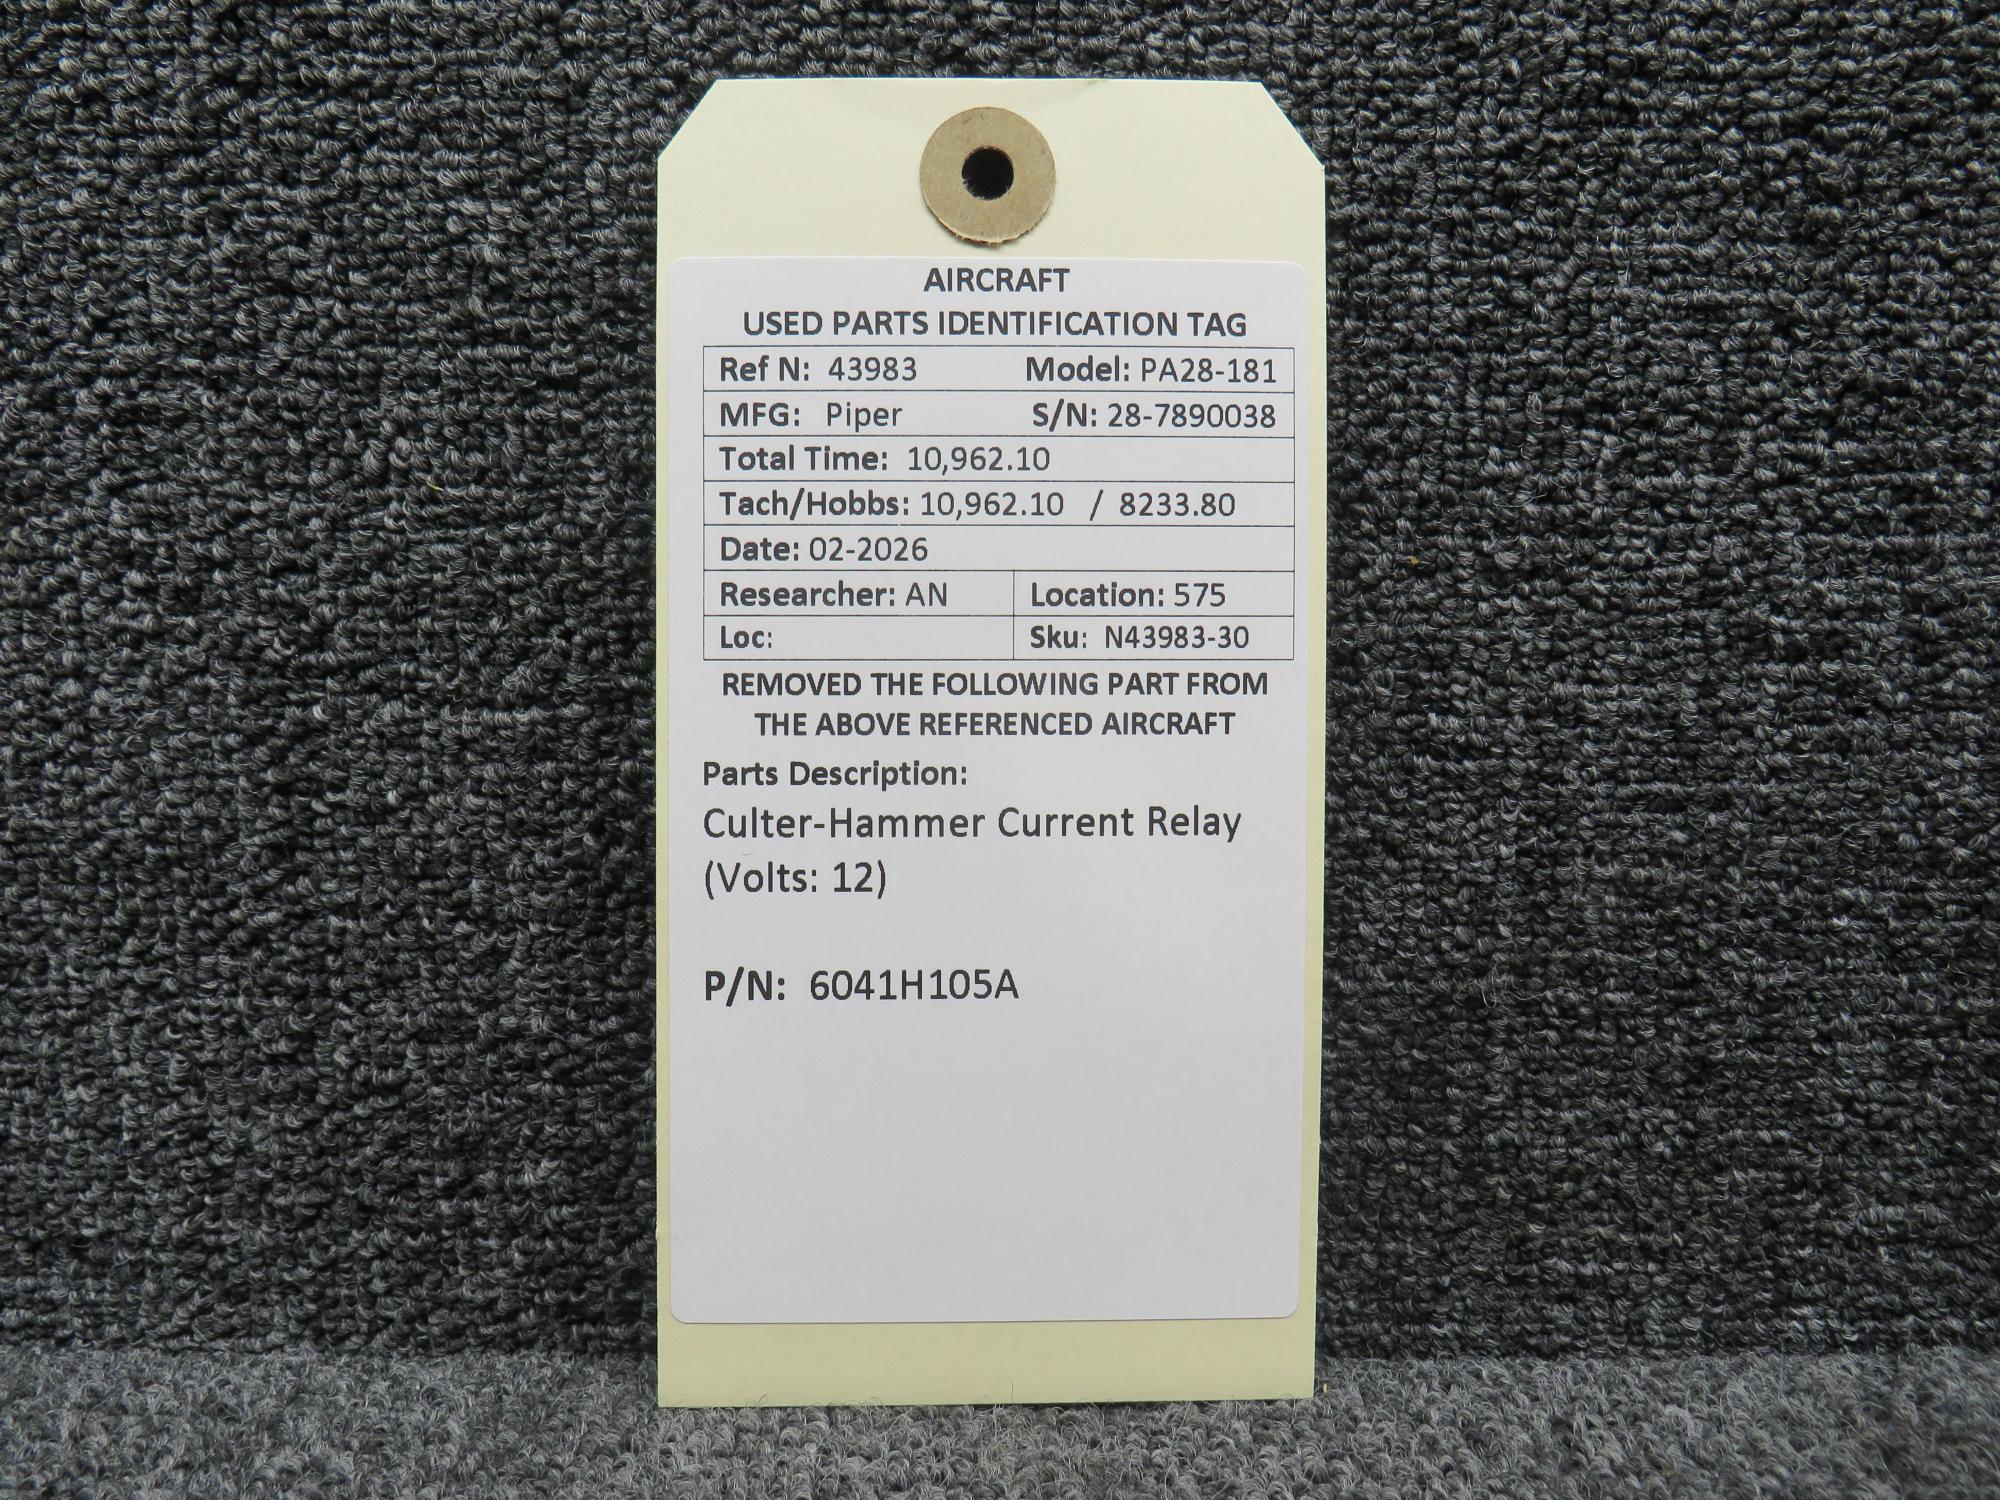 AIRCRAFT
USED PARTS IDENTIFICATION TAG
Ref N: 43983 Model: PA28-181
MFG: Piper S/N: 28-7890038
Total Time: 10,962.10
Tach/Hobbs: 10,962.10 / 8233.80
Date: 02-2026
Researcher: AN Location: 575
Loc: Sku: N43983-30
REMOVED THE FOLLOWING PART FROM
THE ABOVE REFERENCED AIRCRAFT
Parts Description:
Culter-Hammer Current Relay
(Volts: 12)
P/N: 6041H105A